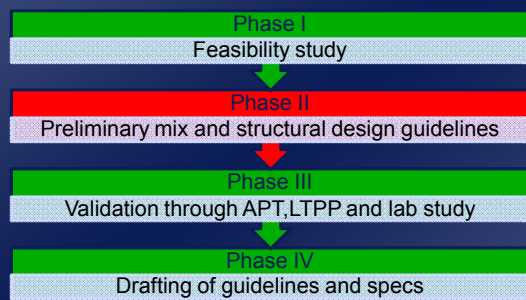 Phase I
Feasibility study
Phase II
Preliminary mix and structural design guidelines
Phase III
Validation through APT,LTPP and lab study
Phase IV
Drafting of guidelines and specs